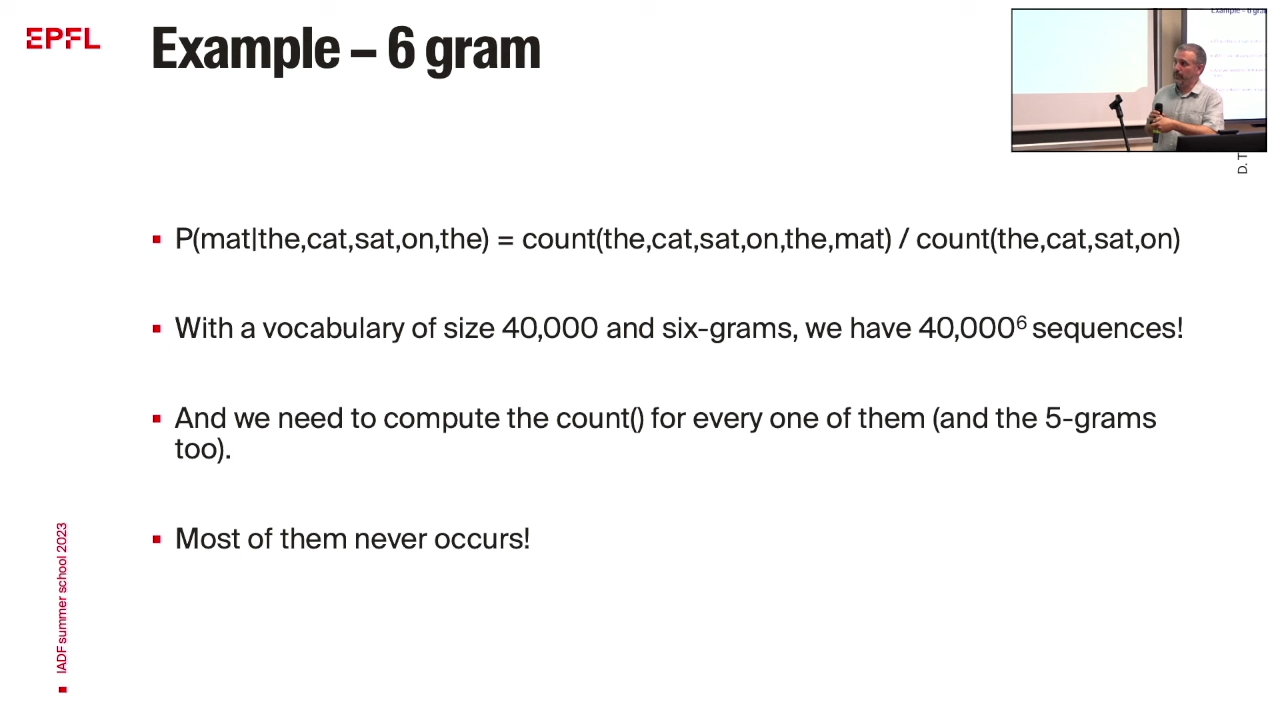 EPFL
Example – 6 gram
D. T
▪ P(mat|the,cat,sat,on,the) = count(the,cat,sat,on,the,mat) / count(the,cat,sat,on)
▪ With a vocabulary of size 40,000 and six-grams, we have 40,000⁶ sequences!
▪ And we need to compute the count() for every one of them (and the 5-grams
too).
▪ Most of them never occurs!
IADF summer school 2023